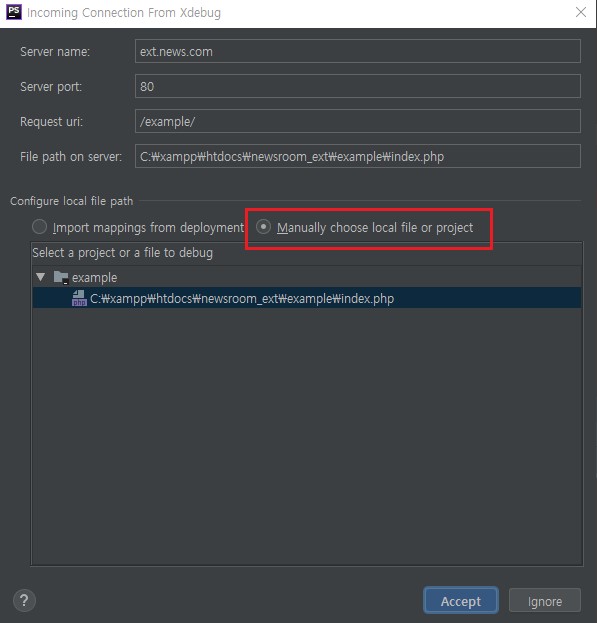 PS Incoming Connection From Xdebug
Server name: ext.news.com
Server port: 80
Request uri: /example/
File path on server: C:₩xampp₩htdocs₩newsroom_ext₩example₩index.php
Configure local file path
Import mappings from deployment Manually choose local file or project
Select a project or a file to debug
example
php C:₩xampp₩htdocs₩newsroom_ext₩example₩index.php
? Accept Ignore